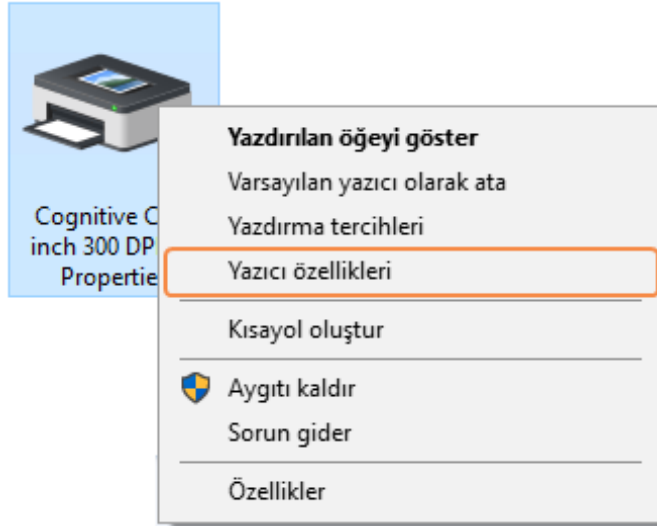 Cognitive C
inch 300 DP
Propertie
Yazdırılan öğeyi göster
Varsayılan yazıcı olarak ata
Yazdırma tercihleri
Yazıcı özellikleri
Kısayol oluştur
Aygıtı kaldır
Sorun gider
Özellikler